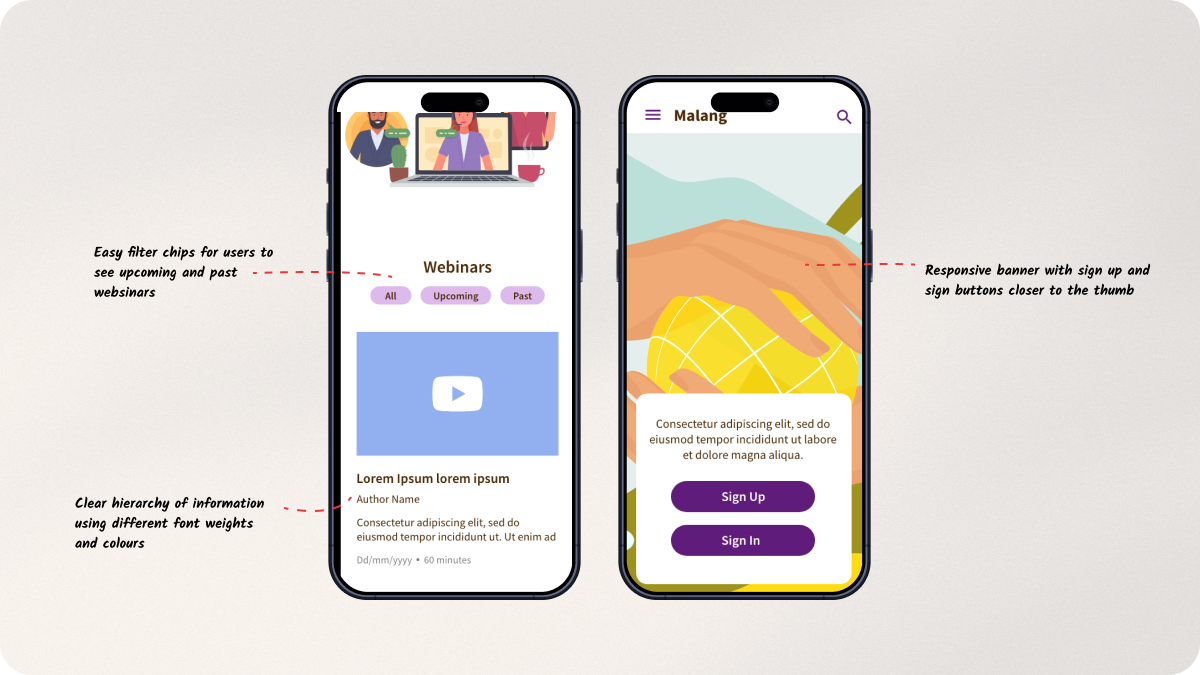 Easy filter chips for users to
see upcoming and past
websinars
Clear hierarchy of information
using different font weights
and colours
Webinars
All
Upcoming
Past
Lorem Ipsum lorem ipsum
Author Name
Consectetur adipiscing elit, sed do
eiusmod tempor incididunt ut. Ut enim ad
Dd/mm/yyyy • 60 minutes
Malang
Consectetur adipiscing elit, sed do
eiusmod tempor incididunt ut labore
et dolore magna aliqua.
Sign Up
Sign In
Responsive banner with sign up and
sign buttons closer to the thumb